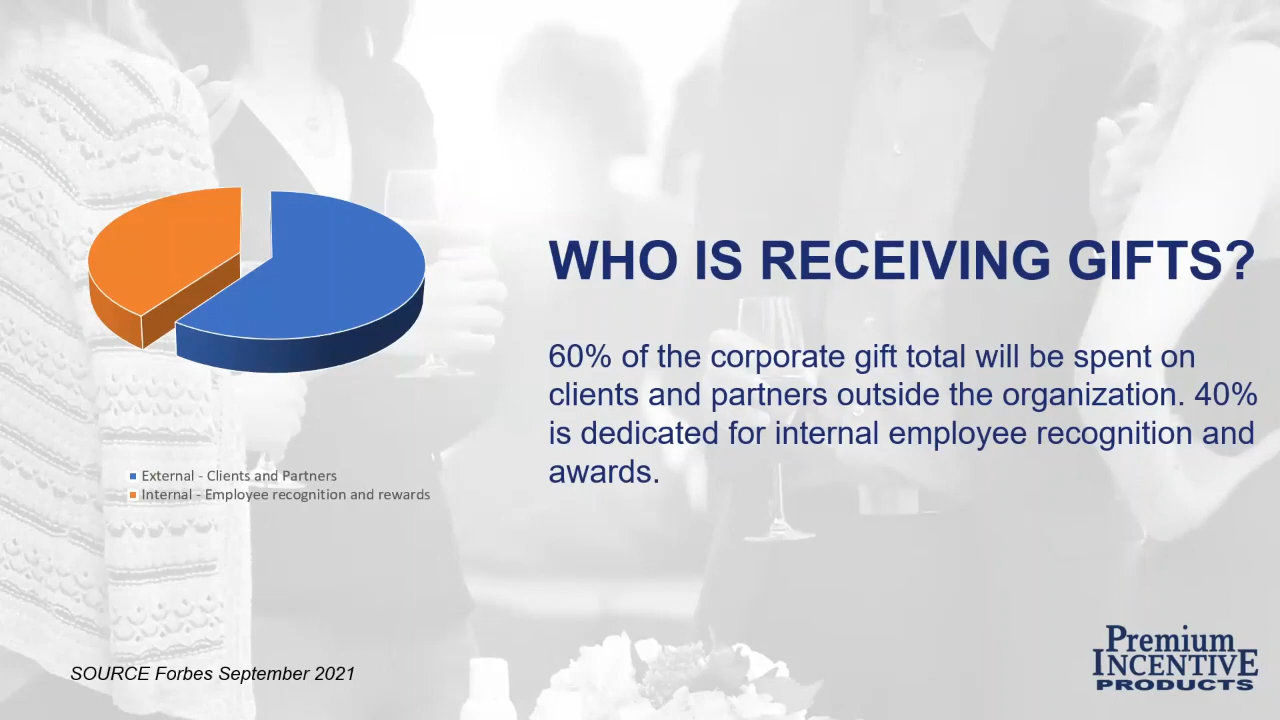 WHO IS RECEIVING GIFTS?
60% of the corporate gift total will be spent on
clients and partners outside the organization. 40%
is dedicated for internal employee recognition and
awards.
External - Clients and Partners
Internal - Employee recognition and rewards
SOURCE Forbes September 2021
Premium
INCENTIVE
PRODUCTS